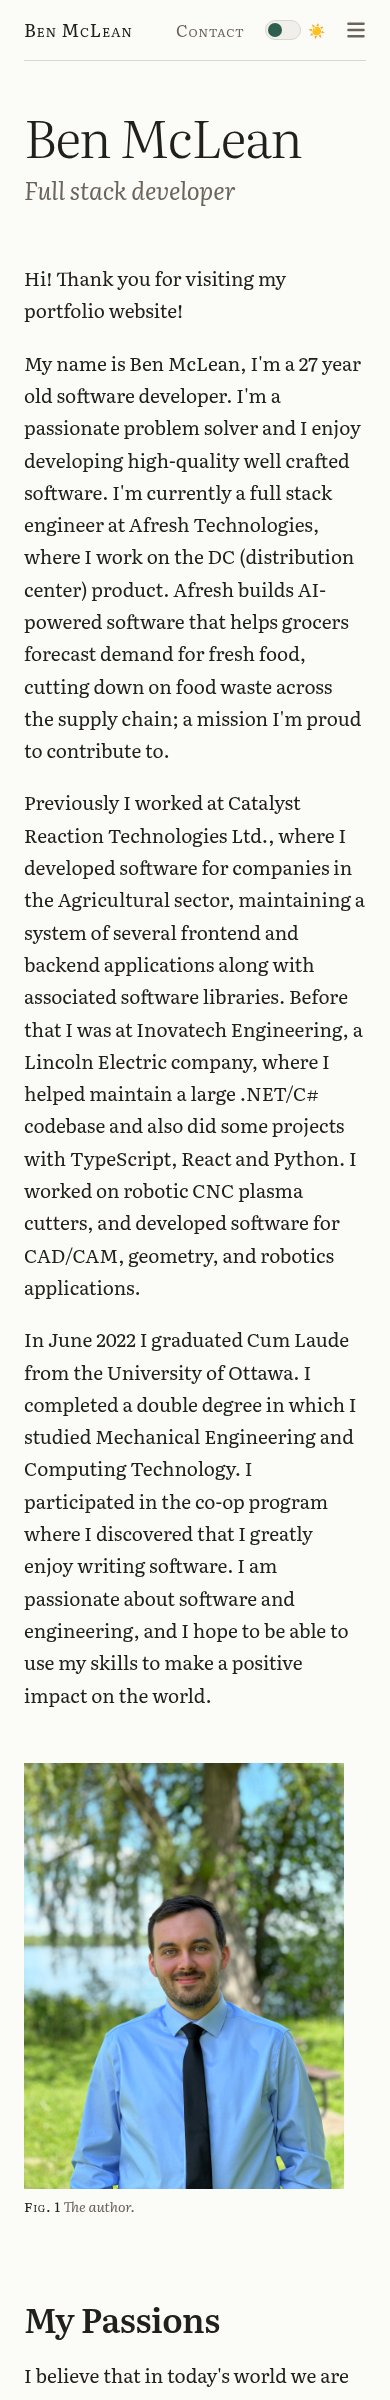 Ben McLean
Contact
Ben McLean
Full stack developer
Hi! Thank you for visiting my
portfolio website!
My name is Ben McLean, I'm a 27 year
old software developer. I'm a
passionate problem solver and I enjoy
developing high-quality well crafted
software. I'm currently a full stack
engineer at Afresh Technologies,
where I work on the DC (distribution
center) product. Afresh builds AI-
powered software that helps grocers
forecast demand for fresh food,
cutting down on food waste across
the supply chain; a mission I'm proud
to contribute to.
Previously I worked at Catalyst
Reaction Technologies Ltd., where I
developed software for companies in
the Agricultural sector, maintaining a
system of several frontend and
backend applications along with
associated software libraries. Before
that I was at Inovatech Engineering, a
Lincoln Electric company, where I
helped maintain a large .NET/C#
codebase and also did some projects
with TypeScript, React and Python. I
worked on robotic CNC plasma
cutters, and developed software for
CAD/CAM, geometry, and robotics
applications.
In June 2022 I graduated Cum Laude
from the University of Ottawa. I
completed a double degree in which I
studied Mechanical Engineering and
Computing Technology. I
participated in the co-op program
where I discovered that I greatly
enjoy writing software. I am
passionate about software and
engineering, and I hope to be able to
use my skills to make a positive
impact on the world.
Fig. 1 The author.
My Passions
I believe that in today's world we are